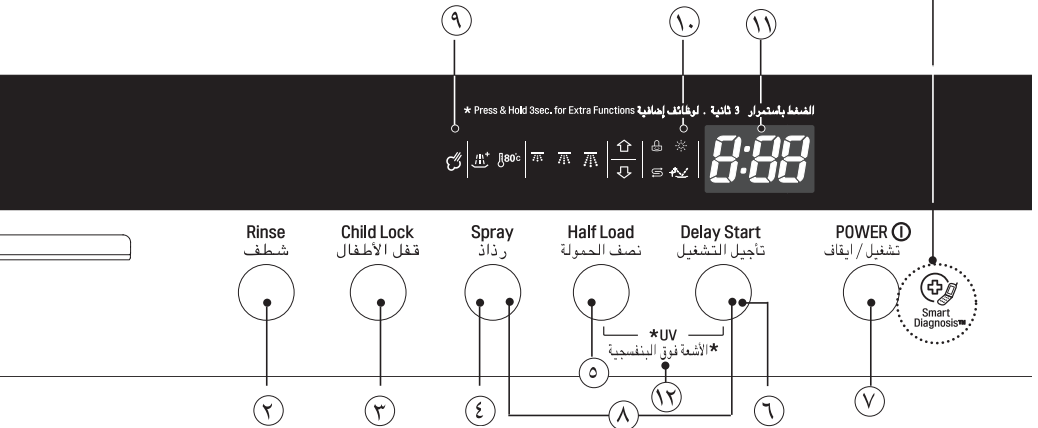 ٩ ١٠ ١١
* Press & Hold 3sec. for Extra Functions الضغط بأستمرار 3 ثانية . لوظائف إضافية
80°c 8:88
Rinse Child Lock Spray Half Load Delay Start POWER
شطف قفل الأطفال رذاذ نصف الحمولة تأجيل التشغيل تشغيل / ايقاف
Smart
Diagnosis™
*UV
*الأشعة فوق البنفسجية
٢ ٣ ٤ ٥ ٨ ١٢ ٦ ٧